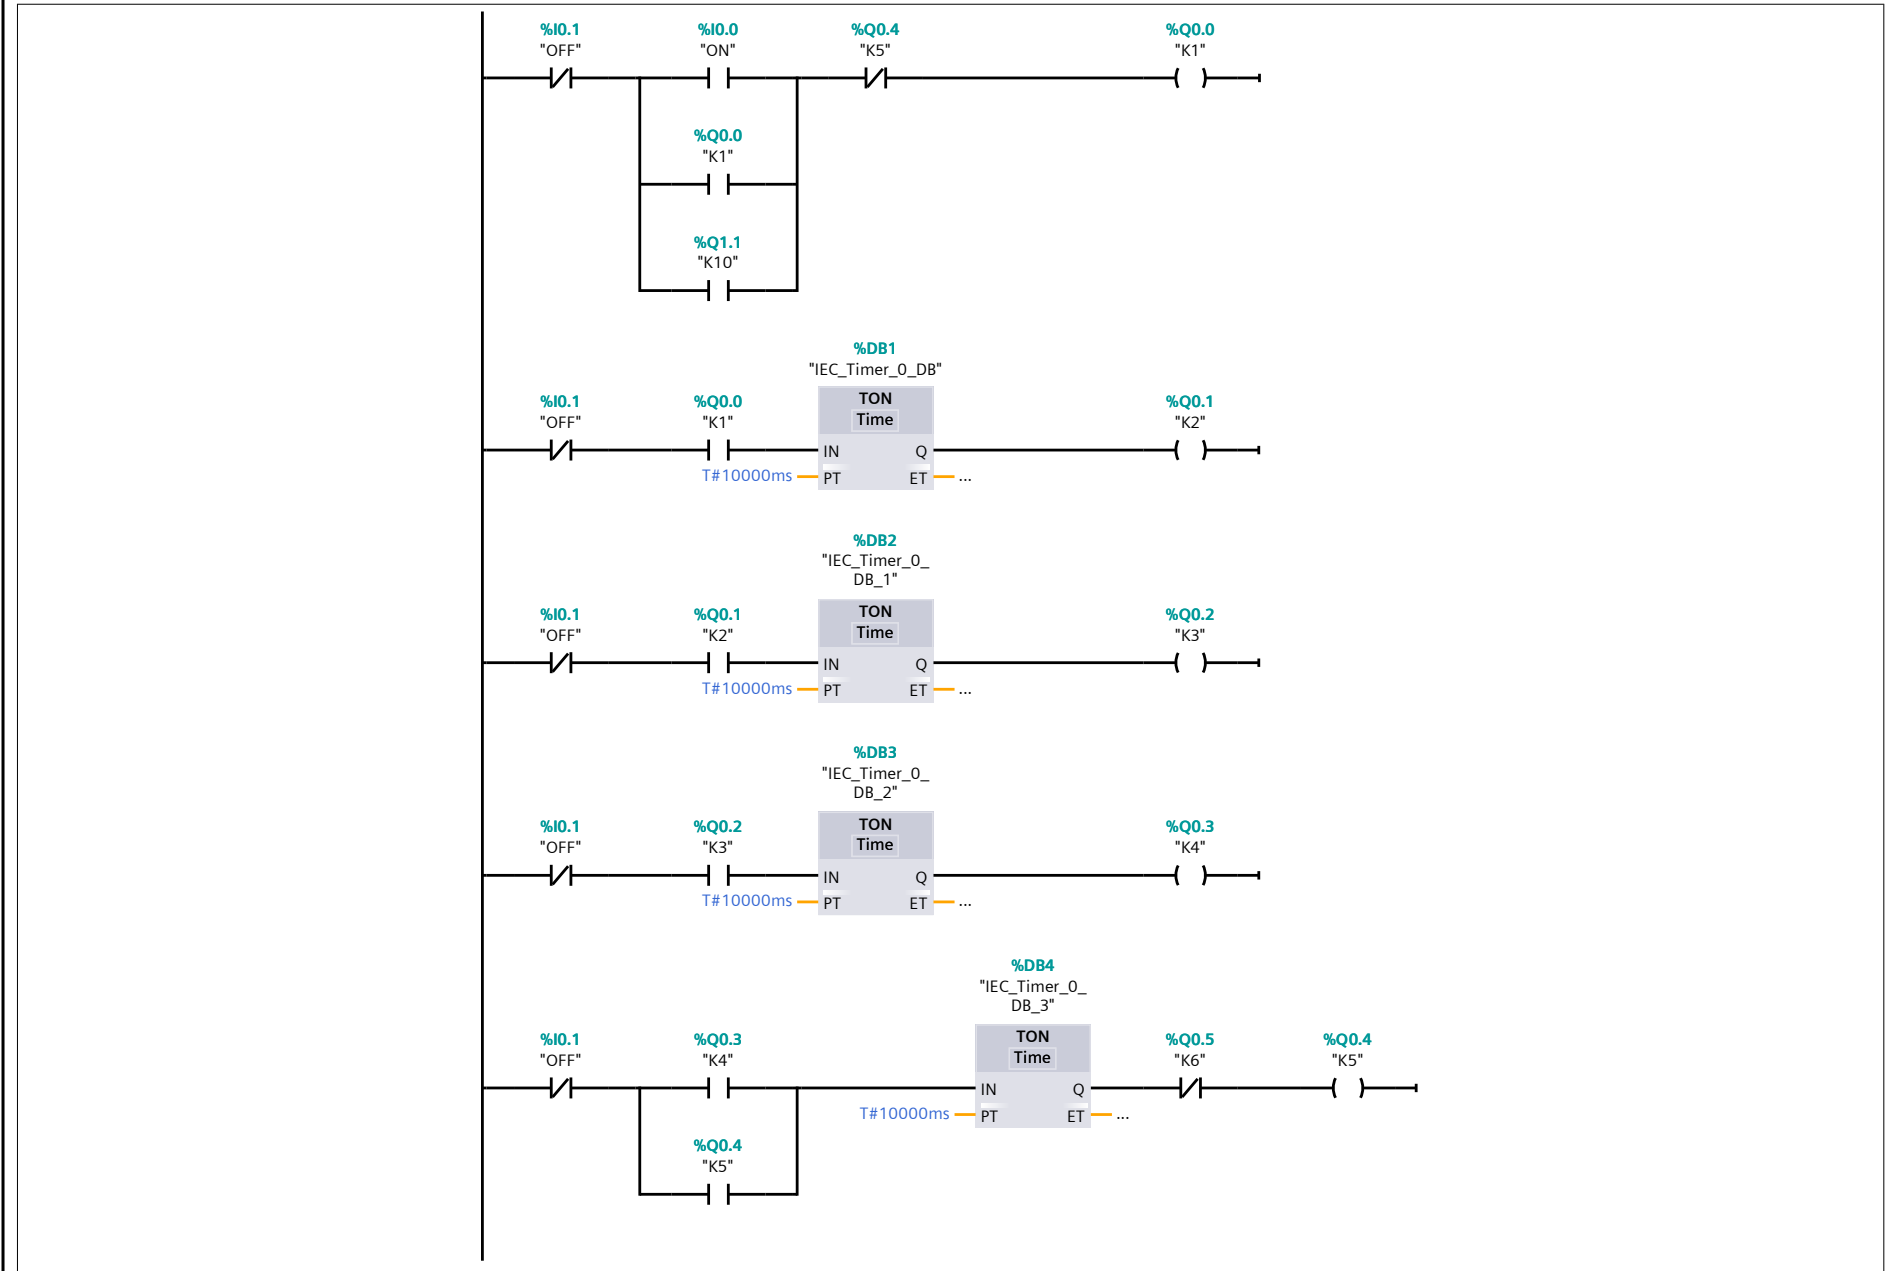 %I0.1 %I0.0 %Q0.4 %Q0.0
"OFF" "ON" "K5" "K1"
%Q0.0
"K1"
%Q1.1
"K10"
%DB1
"IEC_Timer_0_DB"
%I0.1 %Q0.0 TON %Q0.1
"OFF" "K1" Time "K2"
IN Q
T#10000ms PT ET ...
%DB2
"IEC_Timer_0_
DB_1"
%I0.1 %Q0.1 TON %Q0.2
"OFF" "K2" Time "K3"
IN Q
T#10000ms PT ET ...
%DB3
"IEC_Timer_0_
DB_2"
%I0.1 %Q0.2 TON %Q0.3
"OFF" "K3" Time "K4"
IN Q
T#10000ms PT ET ...
%DB4
"IEC_Timer_0_
DB_3"
%I0.1 %Q0.3 TON %Q0.5 %Q0.4
"OFF" "K4" Time "K6" "K5"
IN Q
T#10000ms PT ET ...
%Q0.4
"K5"